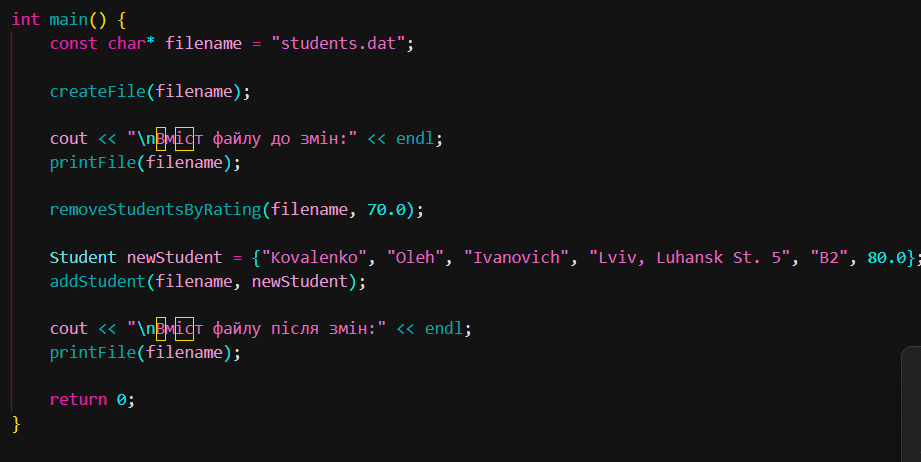 int main() {
    const char* filename = "students.dat";
    createFile(filename);
    cout << "\nВміст файлу до змін:" << endl;
    printFile(filename);
    removeStudentsByRating(filename, 70.0);
    Student newStudent = {"Kovalenko", "Oleh", "Ivanovich", "Lviv, Luhansk St. 5", "B2", 80.0};
    addStudent(filename, newStudent);
    cout << "\nВміст файлу після змін:" << endl;
    printFile(filename);
    return 0;
}